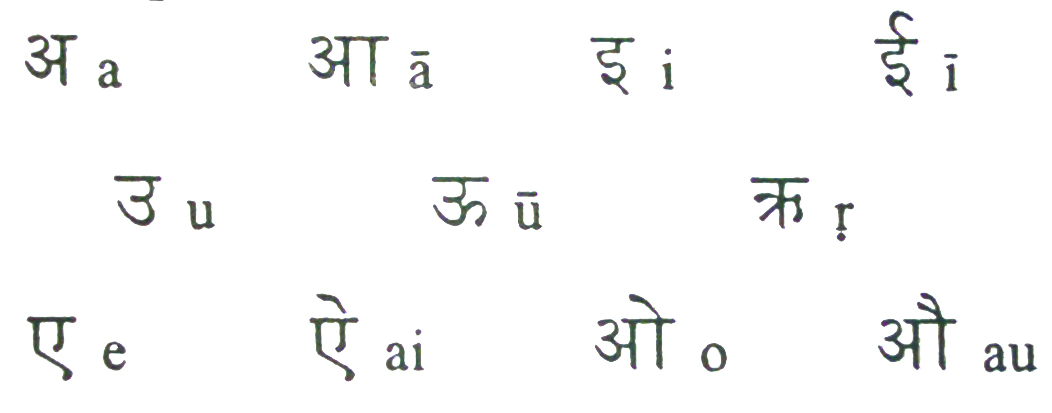 अ a आ ā इ i ई ī
उ u ऊ ū ऋ ṛ
ए e ऐ ai ओ o औ au